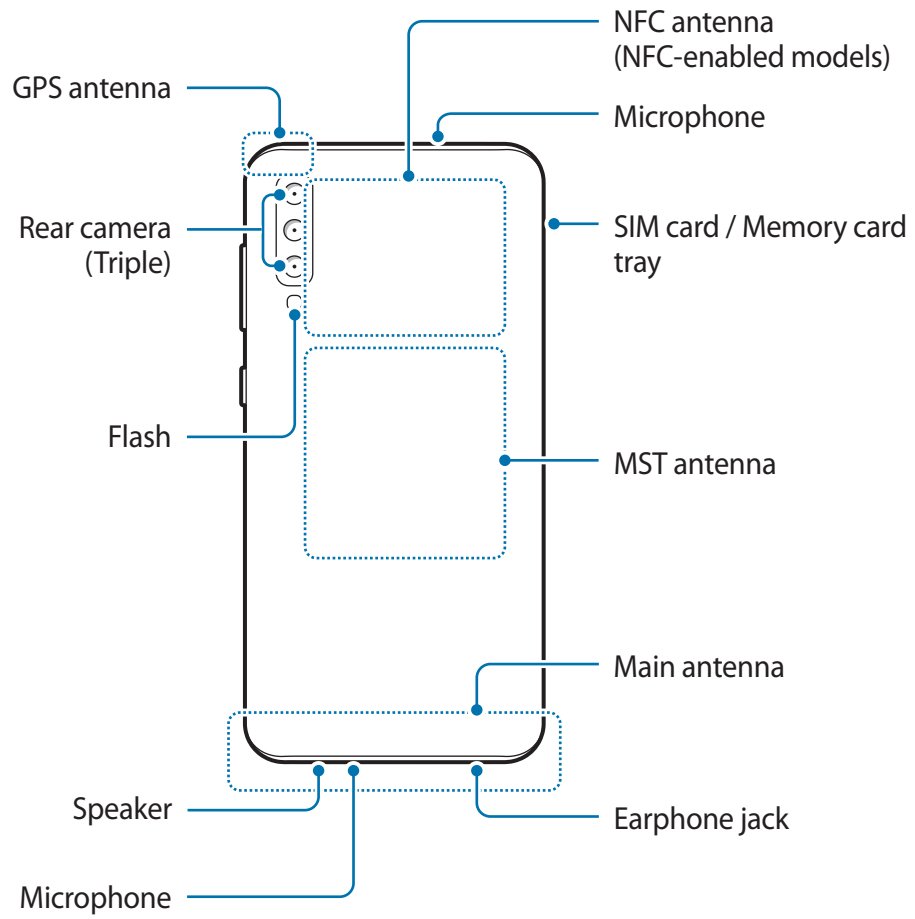 NFC antenna
(NFC-enabled models)
GPS antenna
Microphone
Rear camera
(Triple)
SIM card / Memory card
tray
Flash
MST antenna
Main antenna
Speaker
Earphone jack
Microphone